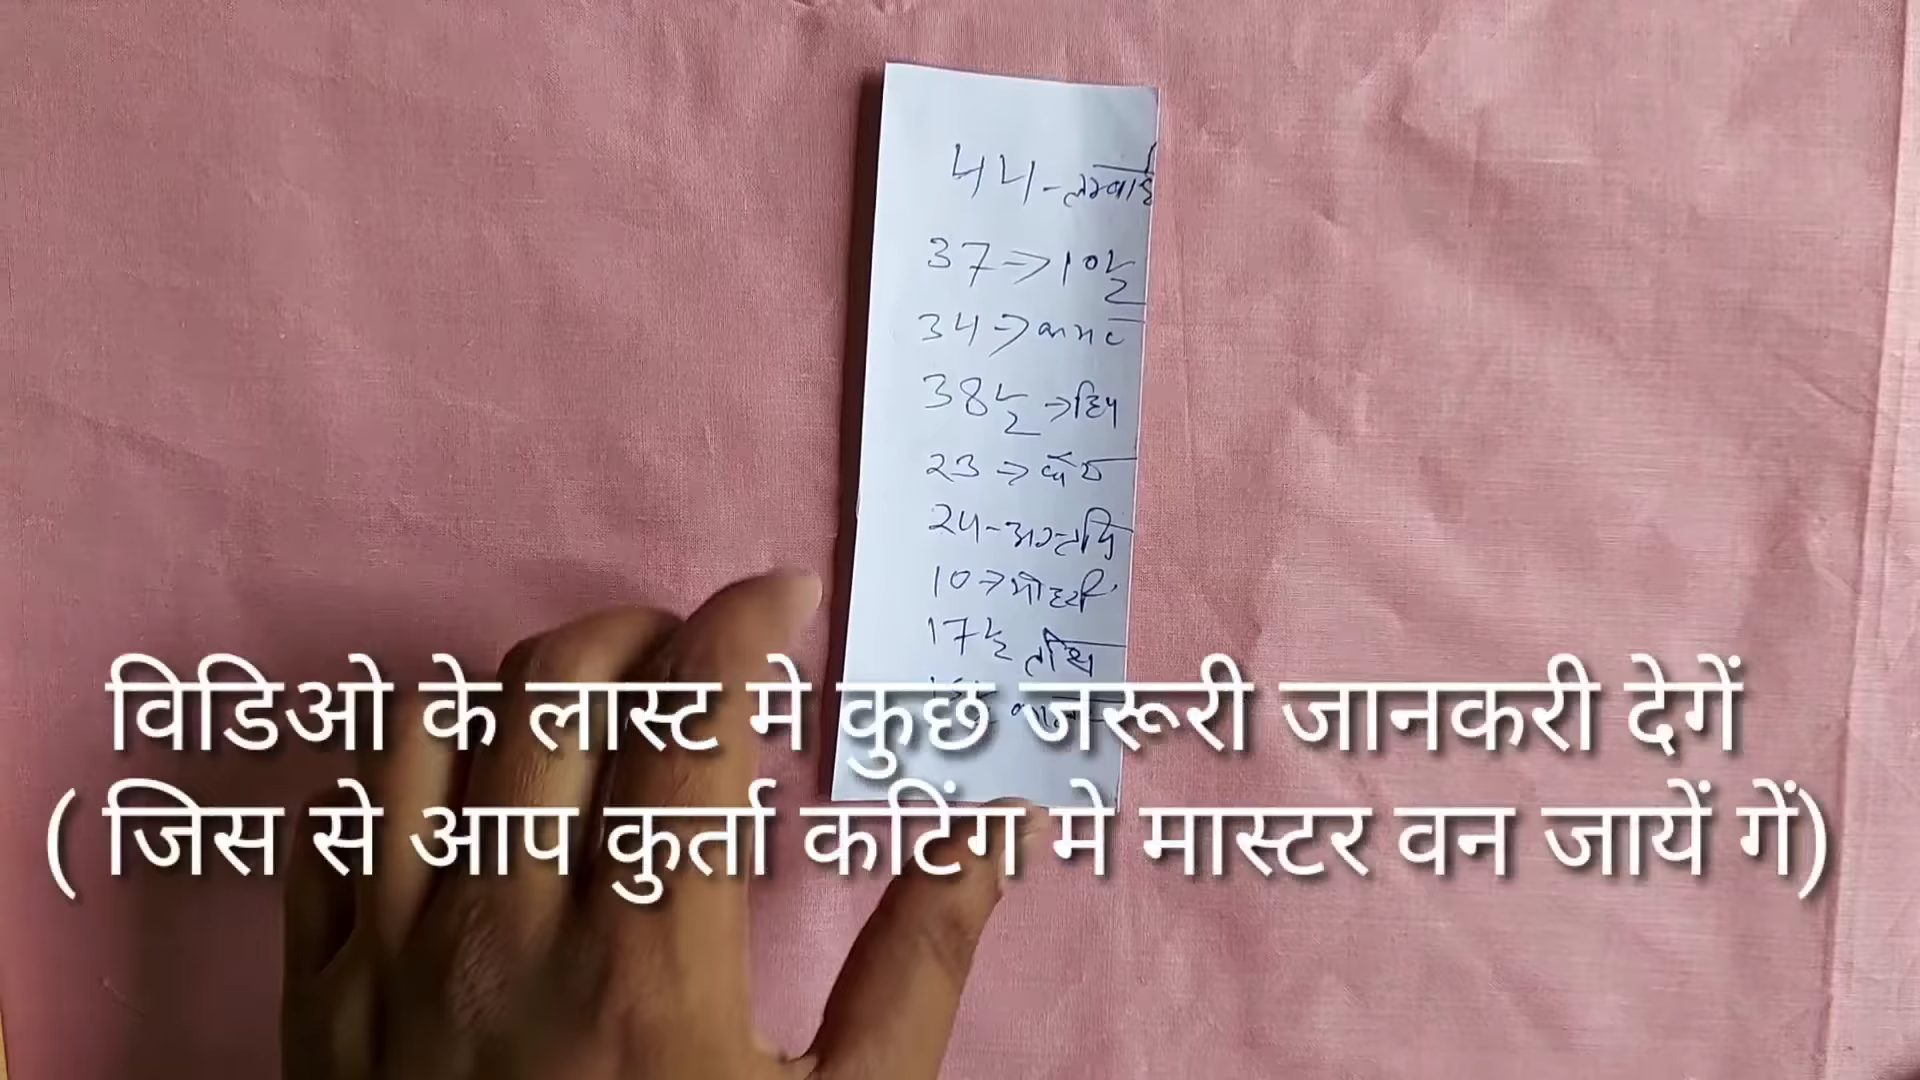 44-लम्बाई
37→10½
34→कमर
38½→हिप
23→
24-आस्तीन
10→मोहरी
17½
विडिओ के लास्ट मे कुछ जरूरी जानकरी देगें
( जिस से आप कुर्ता कटिंग मे मास्टर वन जायें गें)